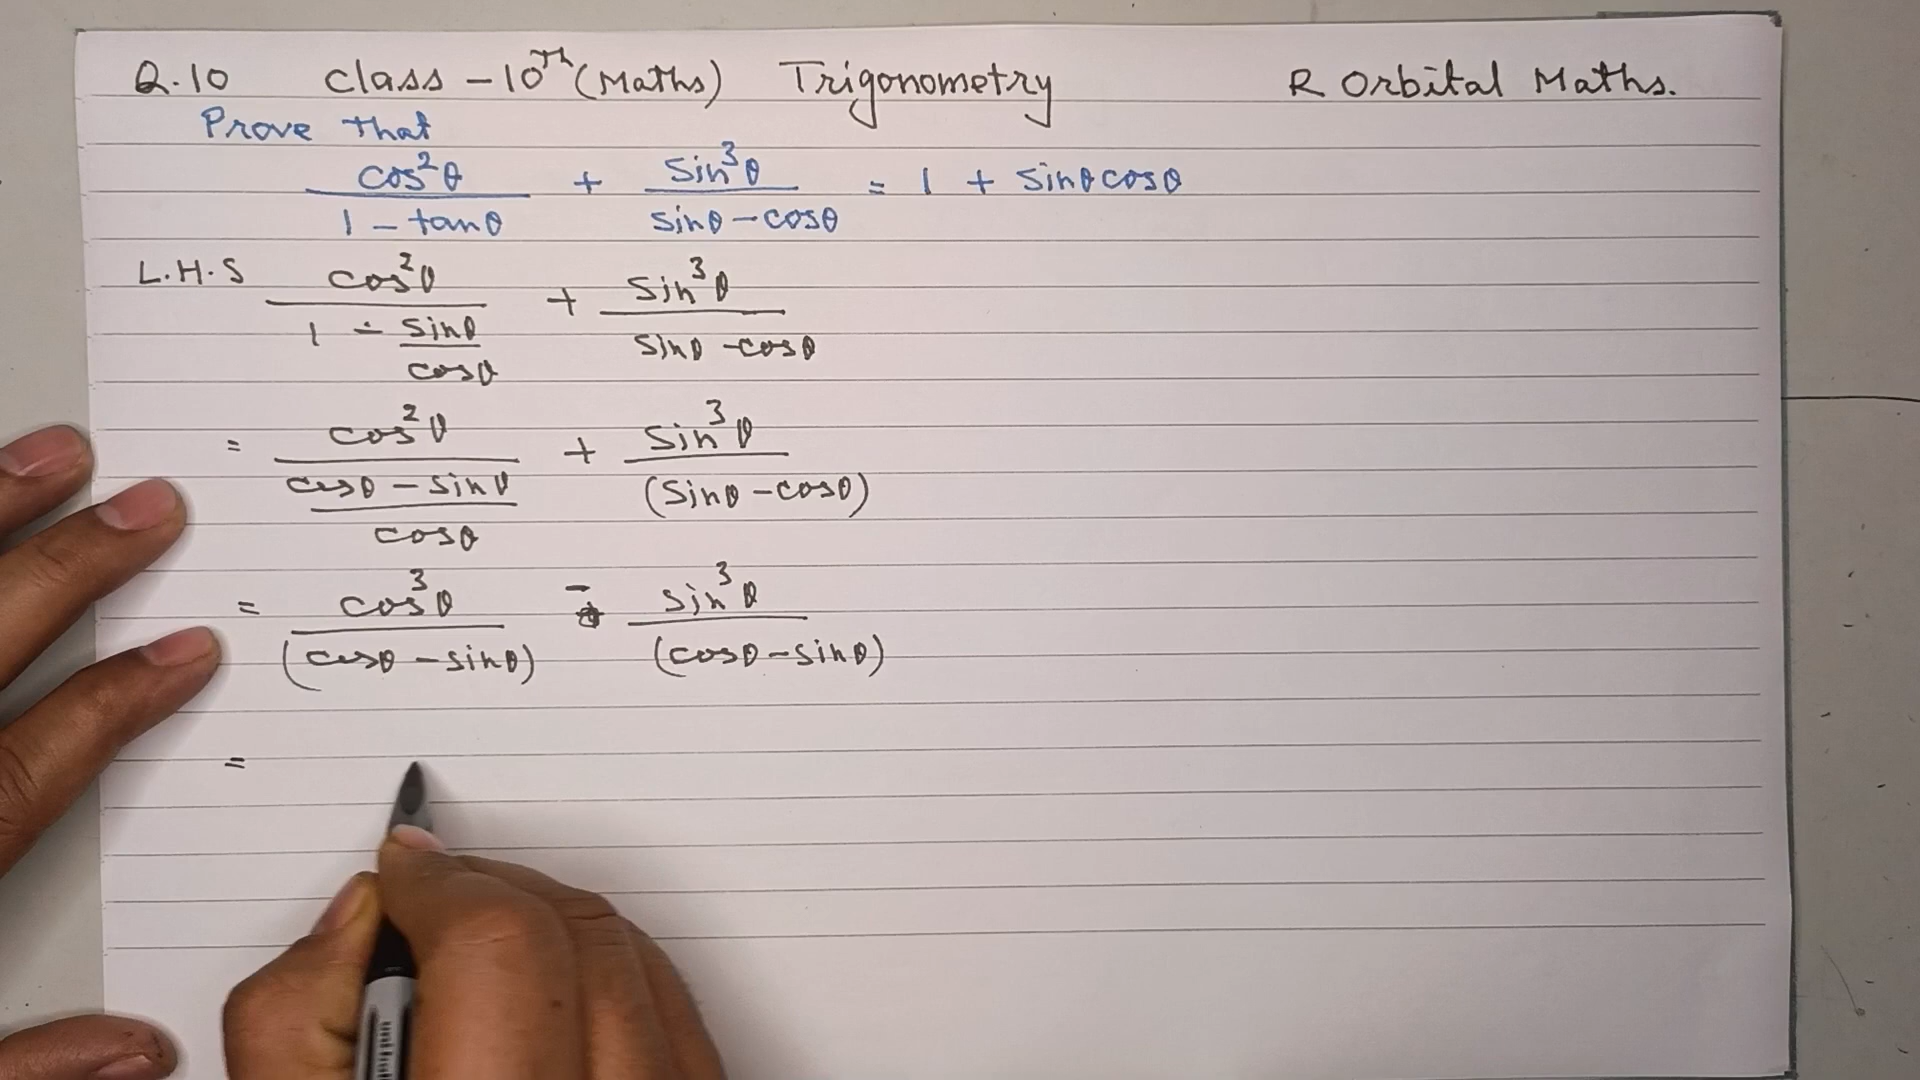 Q.10 Class - 10Th (Maths) Trigonometry R Orbital Maths.
Prove that
cos²θ/(1 - tanθ) + Sin³θ/(sinθ - cosθ) = 1 + Sinθcosθ
L.H.S cos²θ/(1 - sinθ/cosθ) + Sin³θ/(Sinθ - cosθ)
= cos²θ/((cosθ - sinθ)/cosθ) + Sin³θ/(Sinθ - cosθ)
= cos³θ/(cosθ - sinθ) - sin³θ/(cosθ - sinθ)
=